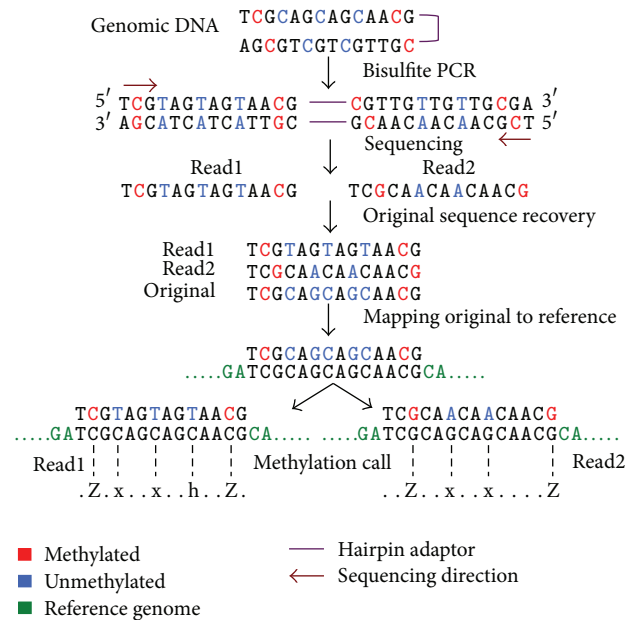 Genomic DNA
TCGCAGCAGCAACG
AGCGTCGTCGTTGC
Bisulfite PCR
5′ TCGTAGTAGTAACG CGTTGTTGTTGCGA 3′
3′ AGCATCATCATTGC GCAACAACAACGCT 5′
Sequencing
Read1 Read2
TCGTAGTAGTAACG TCGCAACAACAACG
Original sequence recovery
Read1 TCGTAGTAGTAACG
Read2 TCGCAACAACAACG
Original TCGCAGCAGCAACG
Mapping original to reference
TCGCAGCAGCAACG
.....GATCGCAGCAGCAACGCA.....
TCGTAGTAGTAACG TCGCAACAACAACG
.....GATCGCAGCAGCAACGCA..... .....GATCGCAGCAGCAACGCA.....
Read1 Methylation call Read2
.Z.x..x..h..Z. ..Z..x..x....Z
Methylated Hairpin adaptor
Unmethylated Sequencing direction
Reference genome